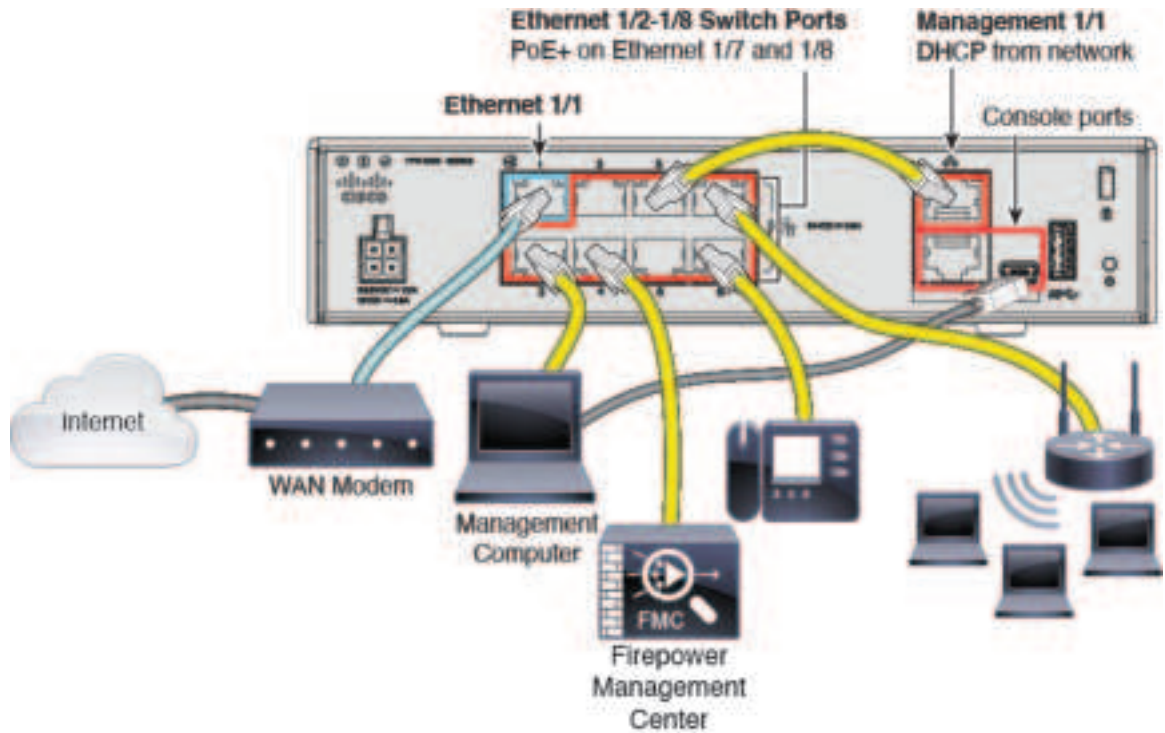 Ethernet 1/2-1/8 Switch Ports
PoE+ on Ethernet 1/7 and 1/8
Management 1/1
DHCP from network
Ethernet 1/1
Console ports
CISCO
Internet
WAN Modem
Management
Computer
FMC
Firepower
Management
Center